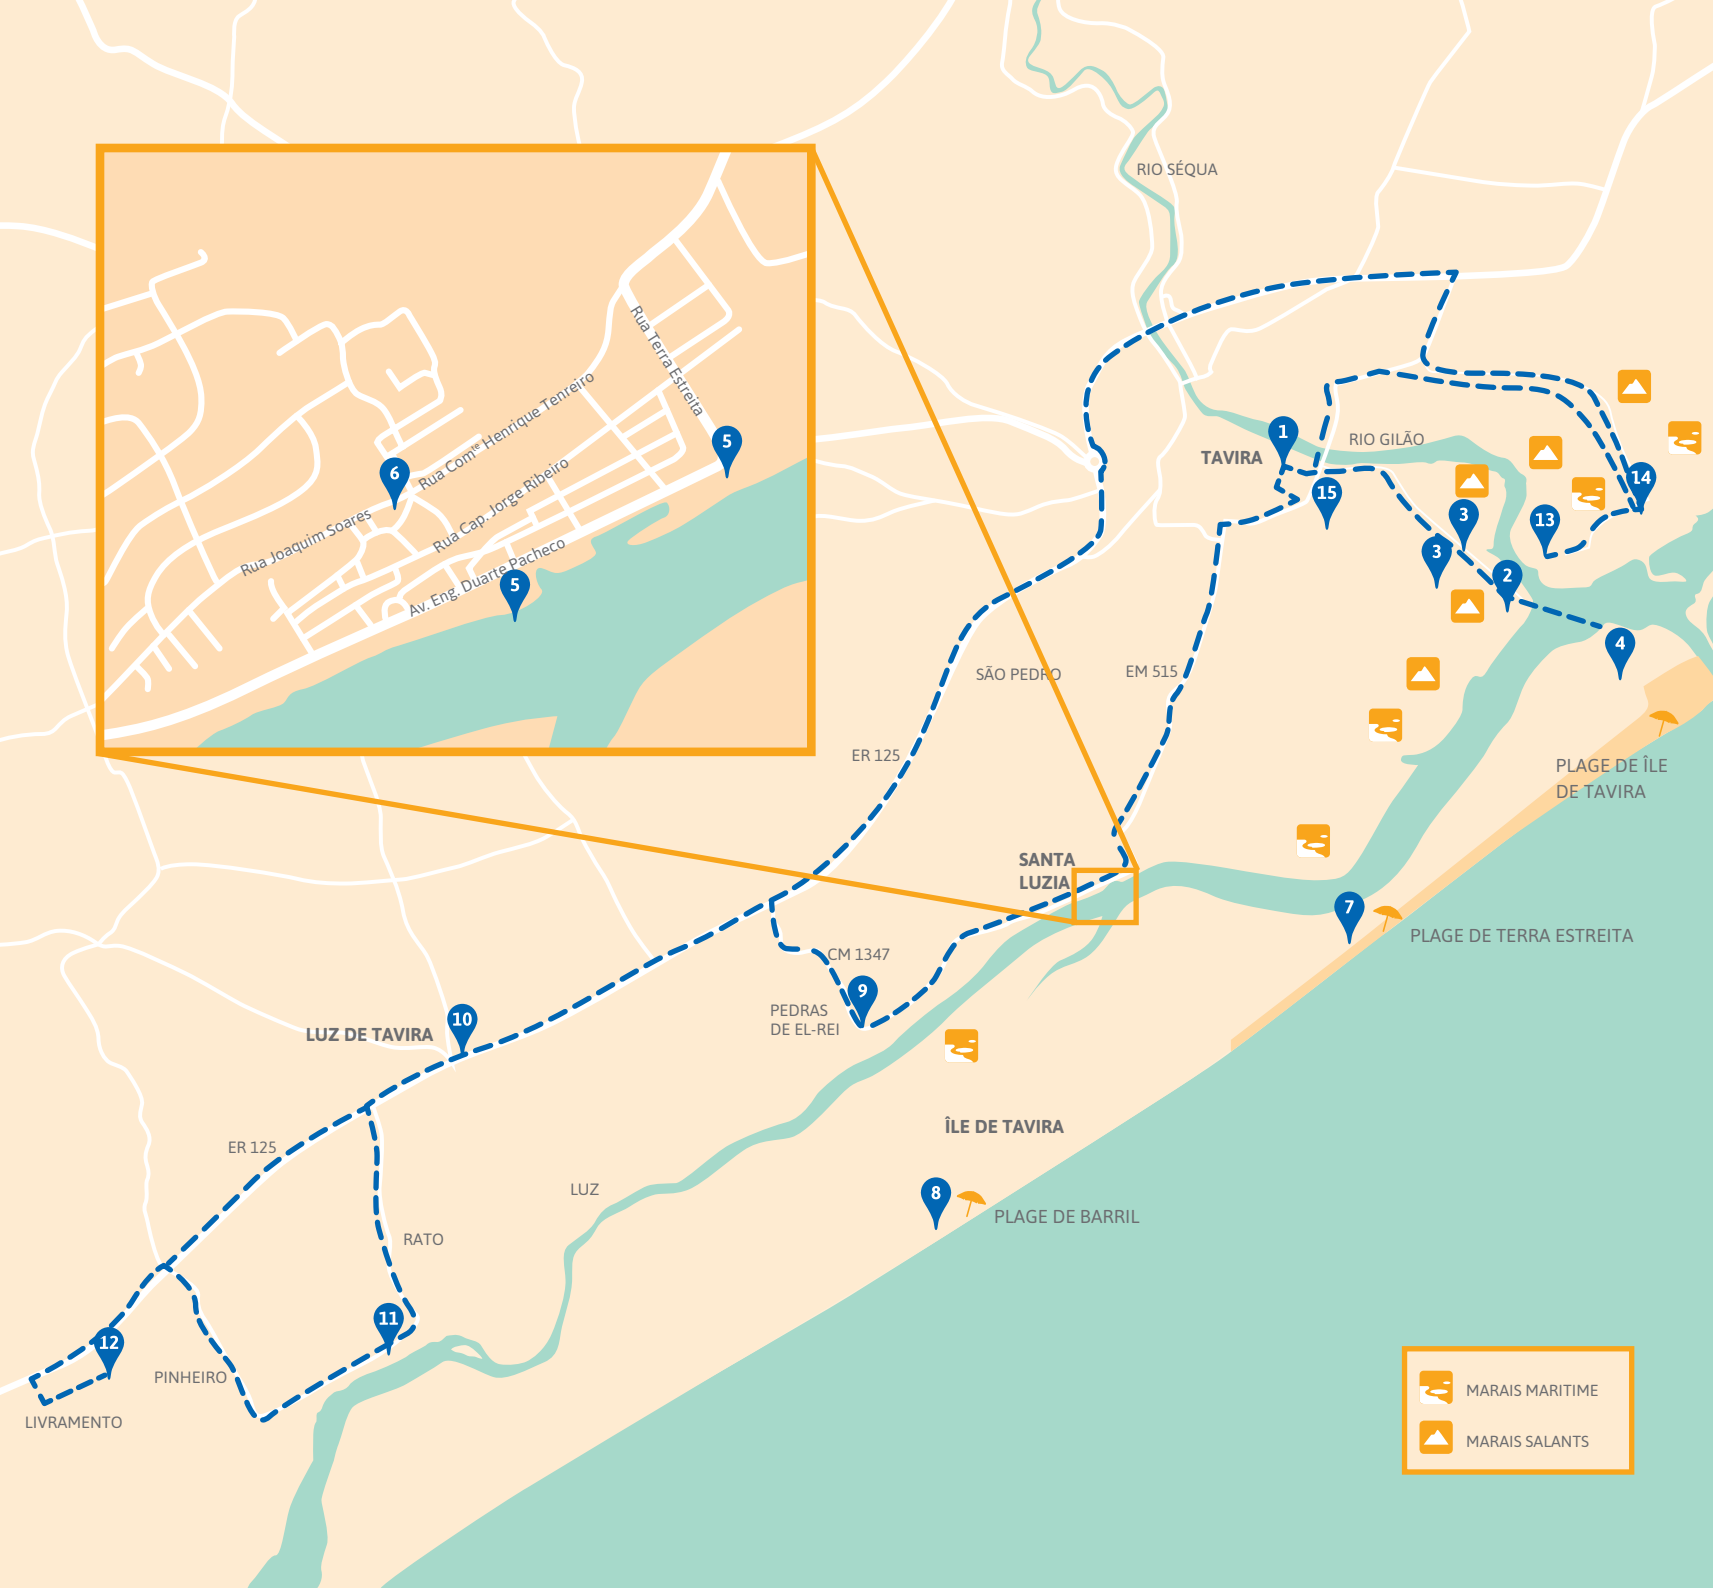 RIO SÉQUA
Rua Terra Estreita
Rua Comte Henrique Tenreiro
1
5
TAVIRA
RIO GILÃO
6
Rua Cap. Jorge Ribeiro
14
15
Rua Joaquim Soares
3
13
Av. Eng. Duarte Pacheco
3
5
2
4
SÃO PEDRO
EM 515
ER 125
PLAGE DE ÎLE
DE TAVIRA
SANTA
LUZIA
7
PLAGE DE TERRA ESTREITA
CM 1347
9
PEDRAS
DE EL-REI
10
LUZ DE TAVIRA
ÎLE DE TAVIRA
ER 125
LUZ
8
PLAGE DE BARRIL
RATO
11
12
PINHEIRO
LIVRAMENTO
MARAIS MARITIME
MARAIS SALANTS